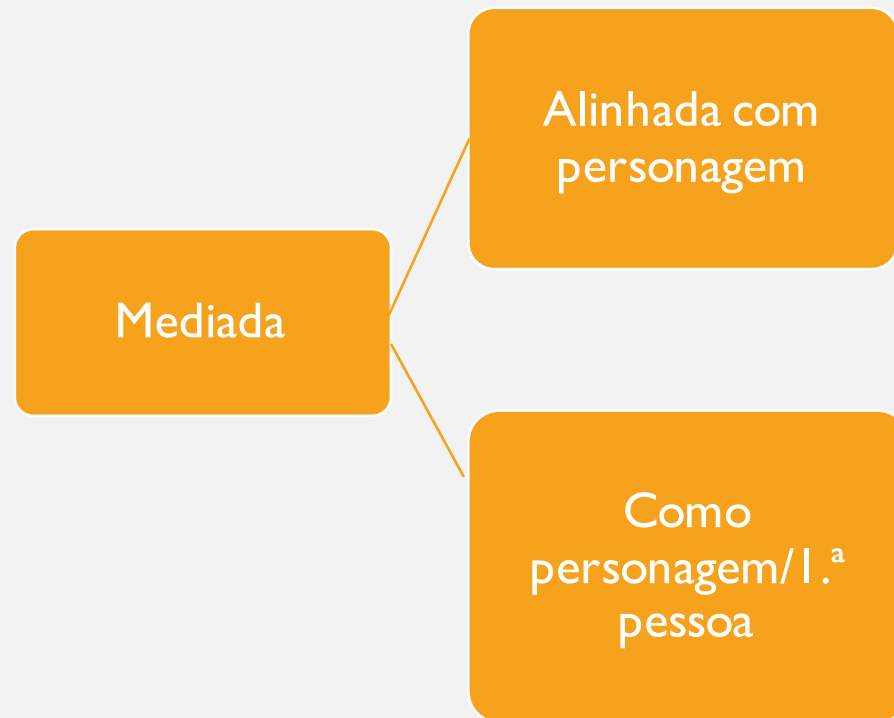 Mediada
Alinhada com
personagem
Como
personagem/1.ª
pessoa